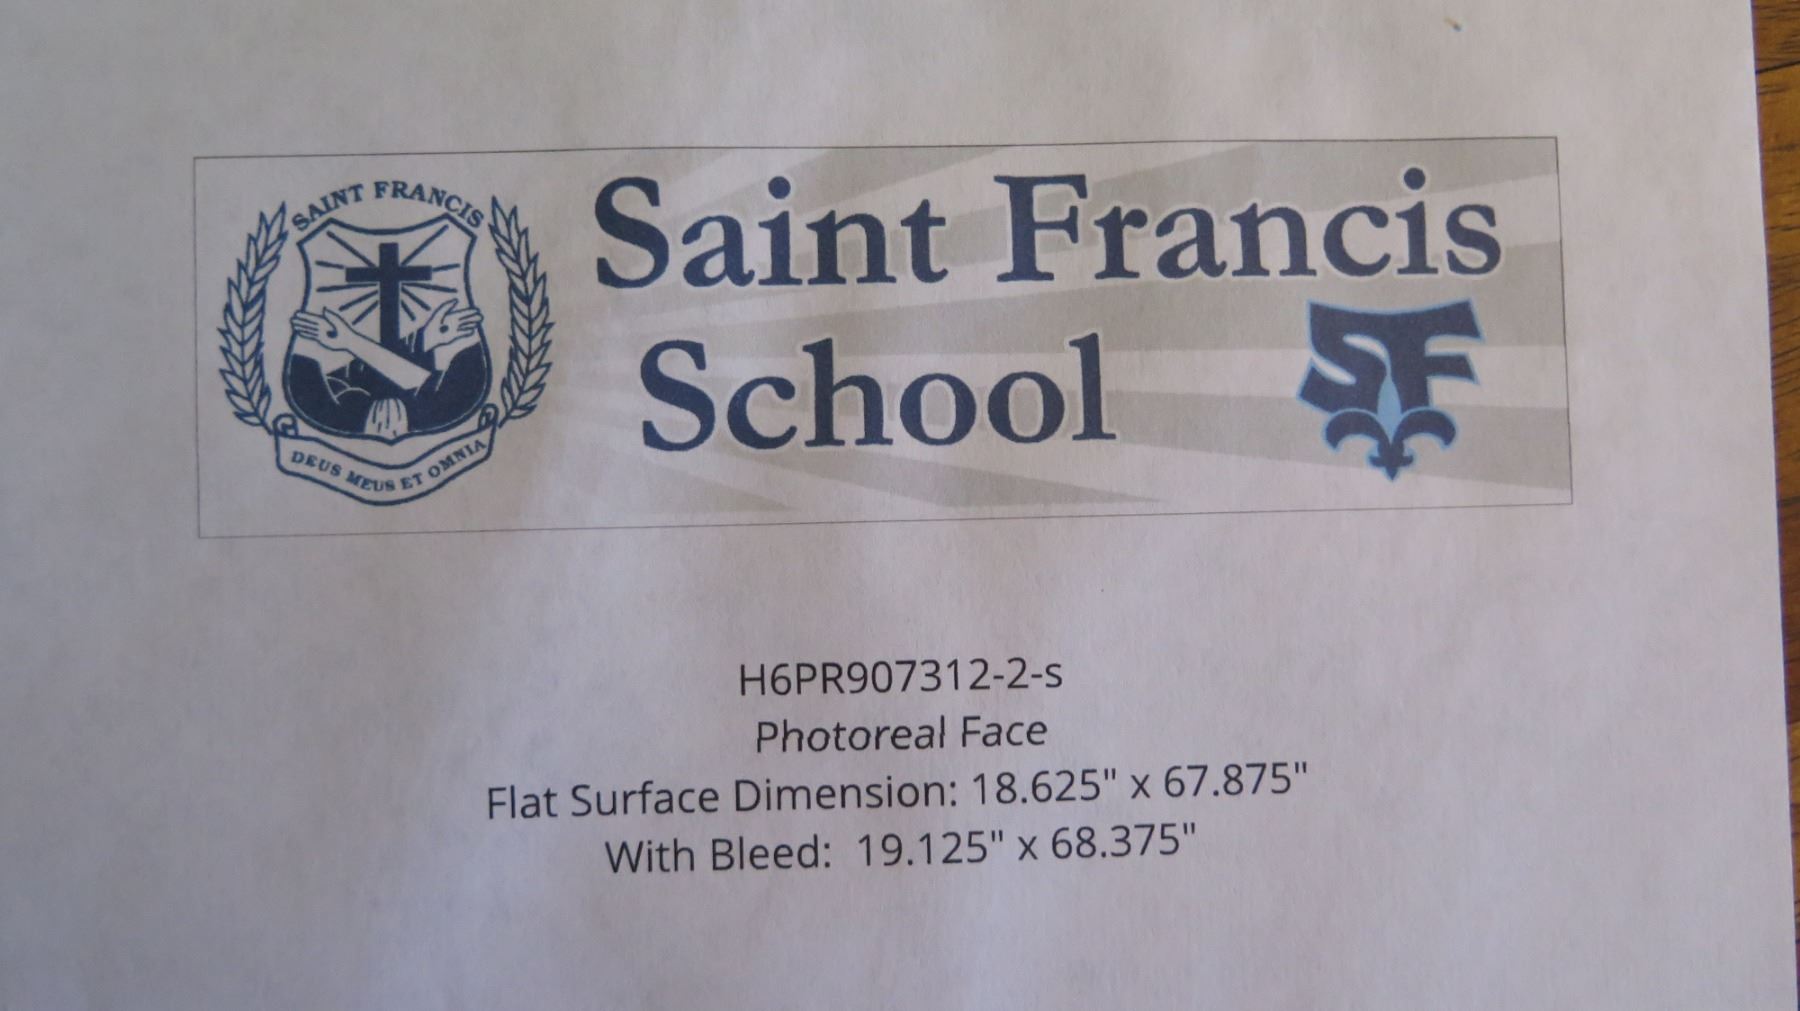 SAINT FRANCIS
DEUS MEUS ET OMNIA
Saint Francis
School
SF
H6PR907312-2-s
Photoreal Face
Flat Surface Dimension: 18.625" x 67.875"
With Bleed:  19.125" x 68.375"